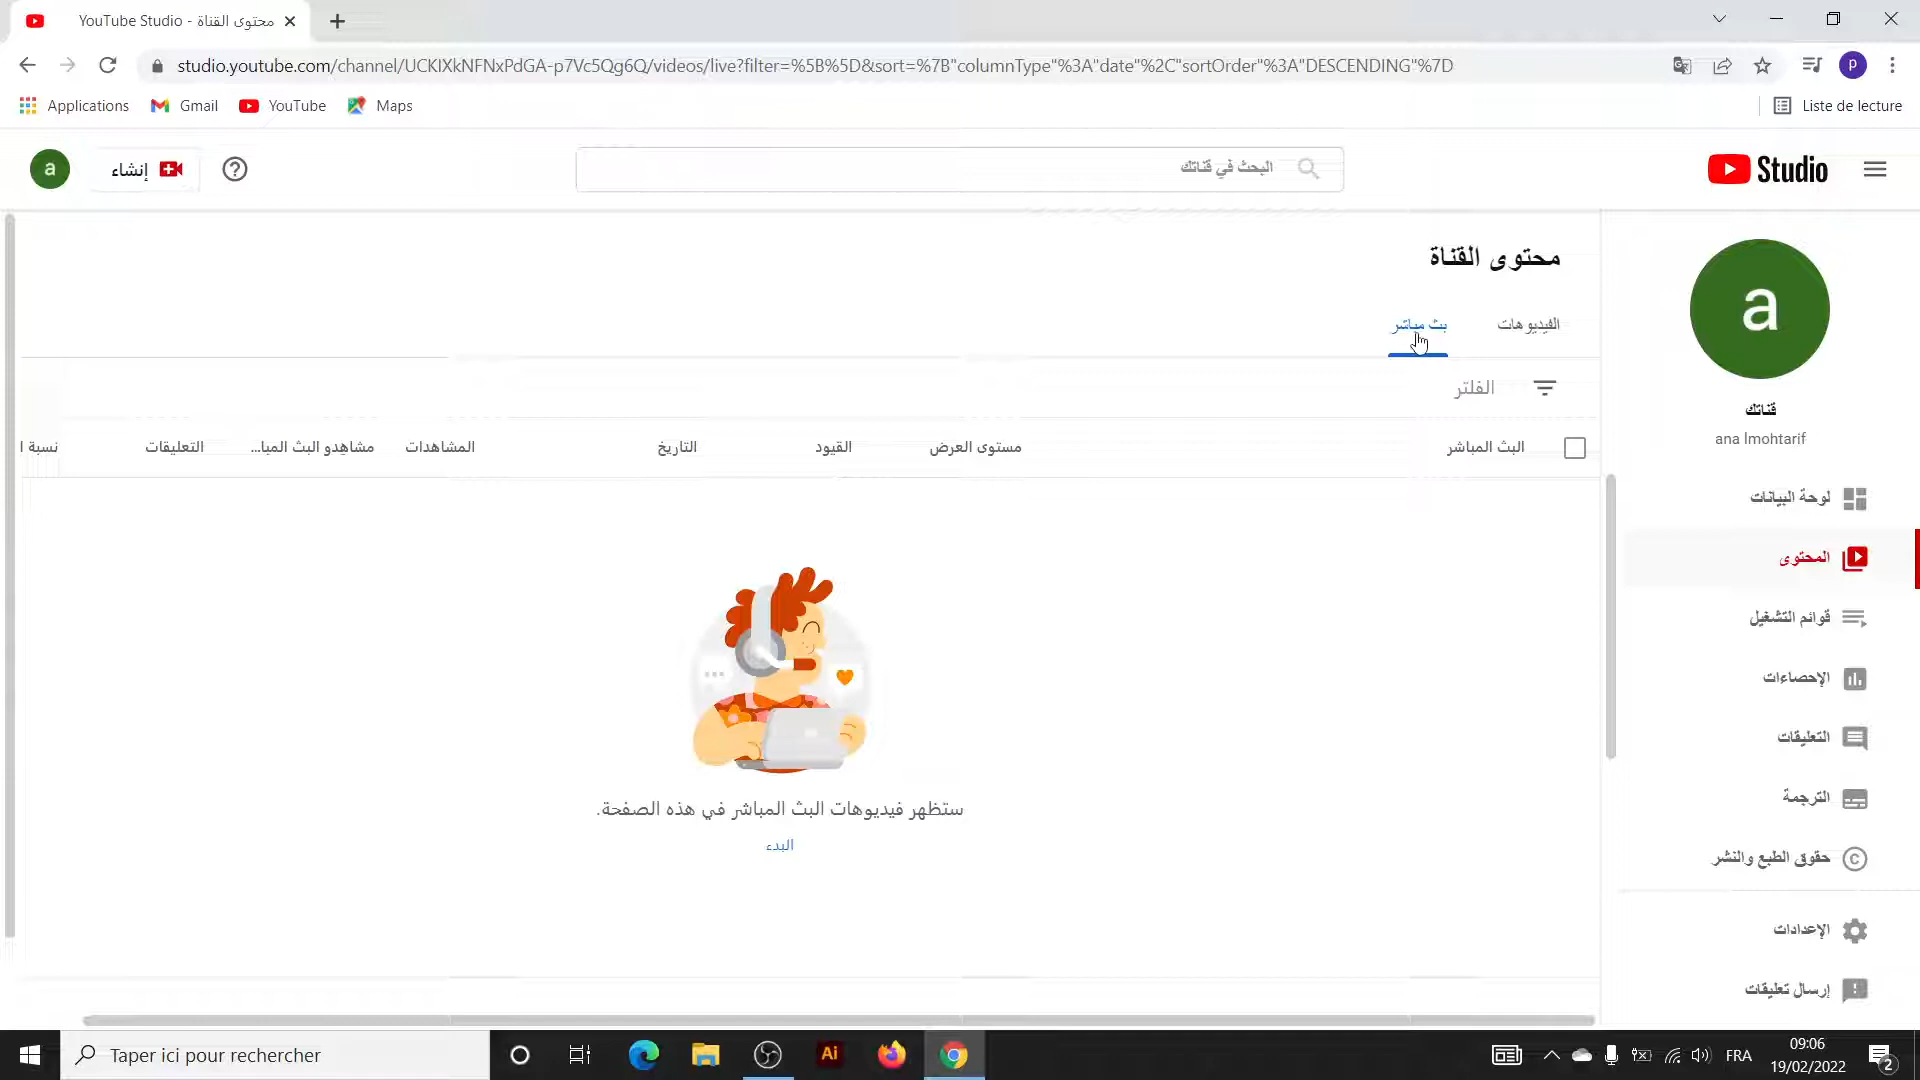 YouTube Studio - محتوى القناة
studio.youtube.com/channel/UCKIXkNFNxPdGA-p7Vc5Qg6Q/videos/live?filter=%5B%5D&sort=%7B"columnType"%3A"date"%2C"sortOrder"%3A"DESCENDING"%7D
P
Applications
Gmail
YouTube
Maps
Liste de lecture
Studio
البحث في قناتك
إنشاء
a
محتوى القناة
الفيديوهات
بث مباشر
الفلتر
البث المباشر
مستوى العرض
القيود
التاريخ
المشاهدات
مشاهِدو البث المبا...
التعليقات
نسبة ا
ستظهر فيديوهات البث المباشر في هذه الصفحة.
البدء
a
قناتك
ana lmohtarif
لوحة البيانات
المحتوى
قوائم التشغيل
الإحصاءات
التعليقات
الترجمة
حقوق الطبع والنشر
الإعدادات
إرسال تعليقات
Taper ici pour rechercher
Ai
FRA
09:06
19/02/2022
2